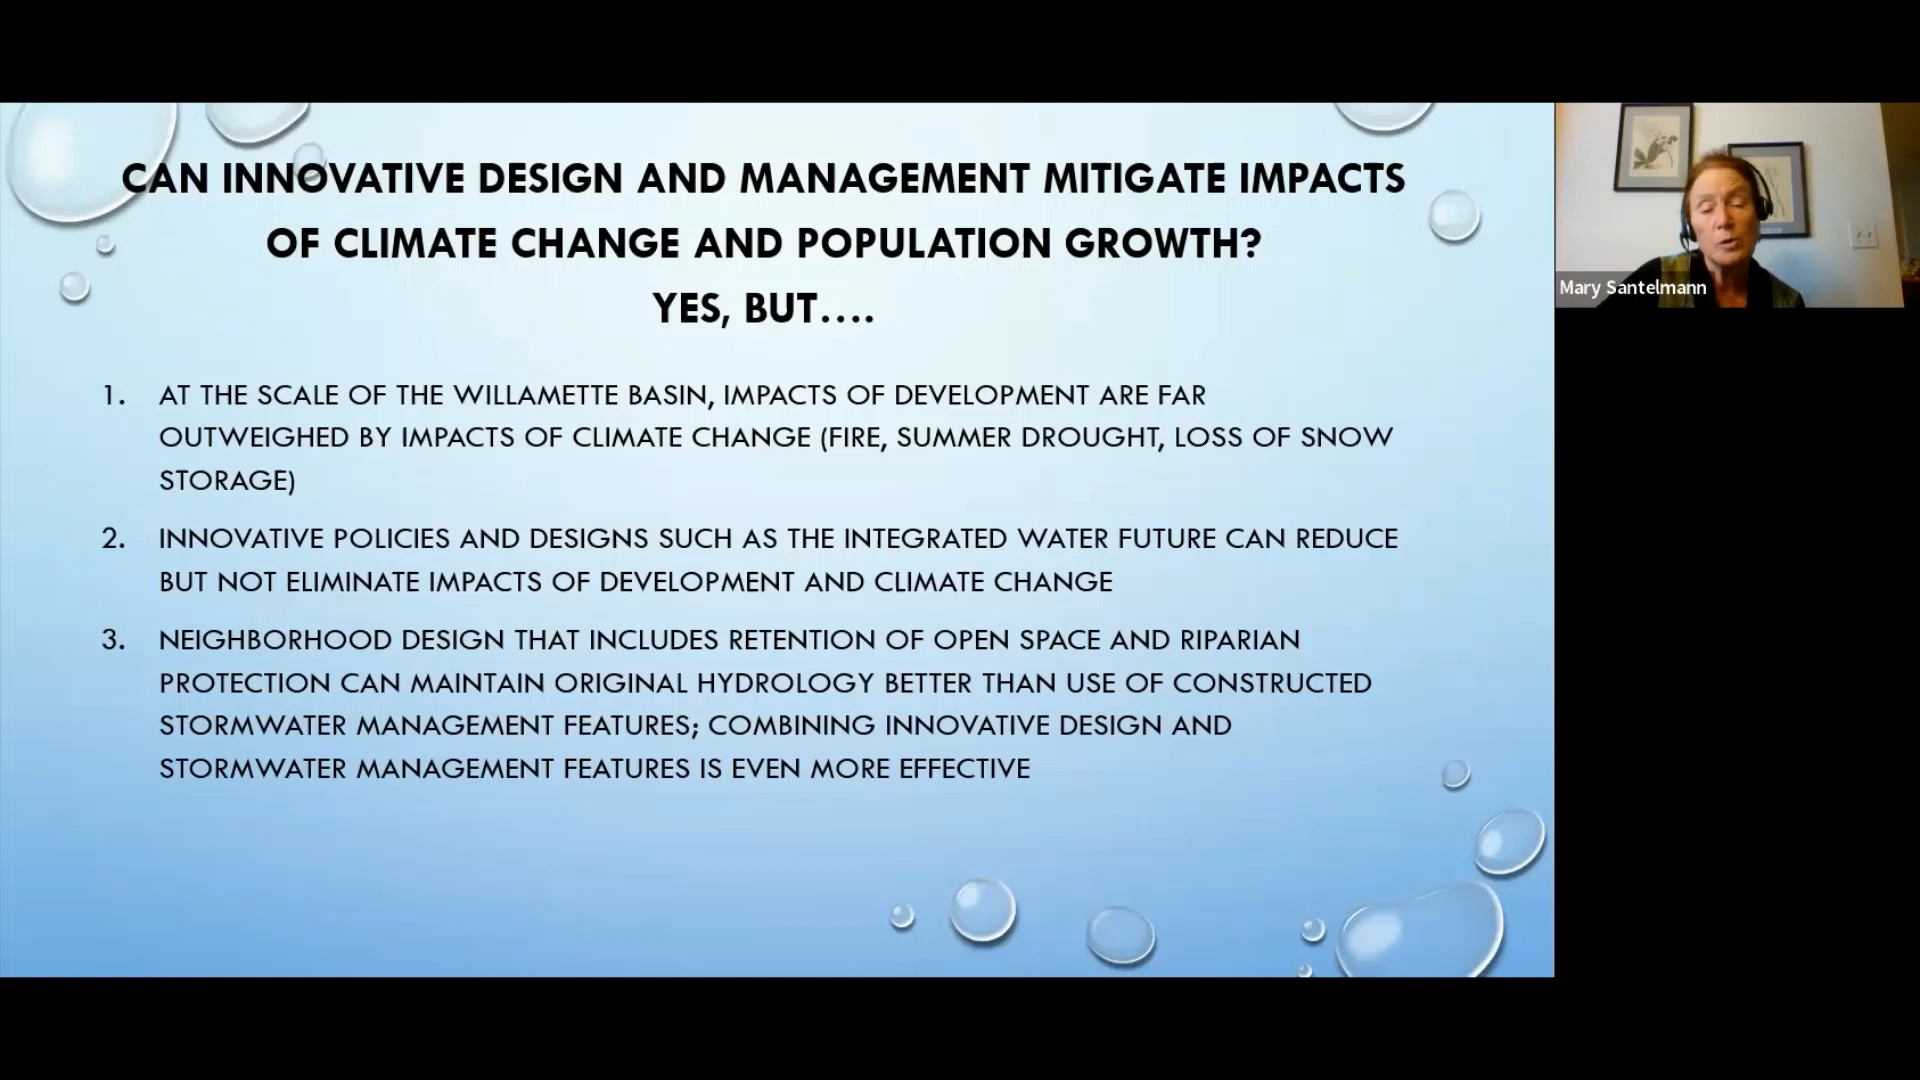 CAN INNOVATIVE DESIGN AND MANAGEMENT MITIGATE IMPACTS
OF CLIMATE CHANGE AND POPULATION GROWTH?
YES, BUT....
1. AT THE SCALE OF THE WILLAMETTE BASIN, IMPACTS OF DEVELOPMENT ARE FAR
OUTWEIGHED BY IMPACTS OF CLIMATE CHANGE (FIRE, SUMMER DROUGHT, LOSS OF SNOW
STORAGE)
2. INNOVATIVE POLICIES AND DESIGNS SUCH AS THE INTEGRATED WATER FUTURE CAN REDUCE
BUT NOT ELIMINATE IMPACTS OF DEVELOPMENT AND CLIMATE CHANGE
3. NEIGHBORHOOD DESIGN THAT INCLUDES RETENTION OF OPEN SPACE AND RIPARIAN
PROTECTION CAN MAINTAIN ORIGINAL HYDROLOGY BETTER THAN USE OF CONSTRUCTED
STORMWATER MANAGEMENT FEATURES; COMBINING INNOVATIVE DESIGN AND
STORMWATER MANAGEMENT FEATURES IS EVEN MORE EFFECTIVE
Mary Santelmann